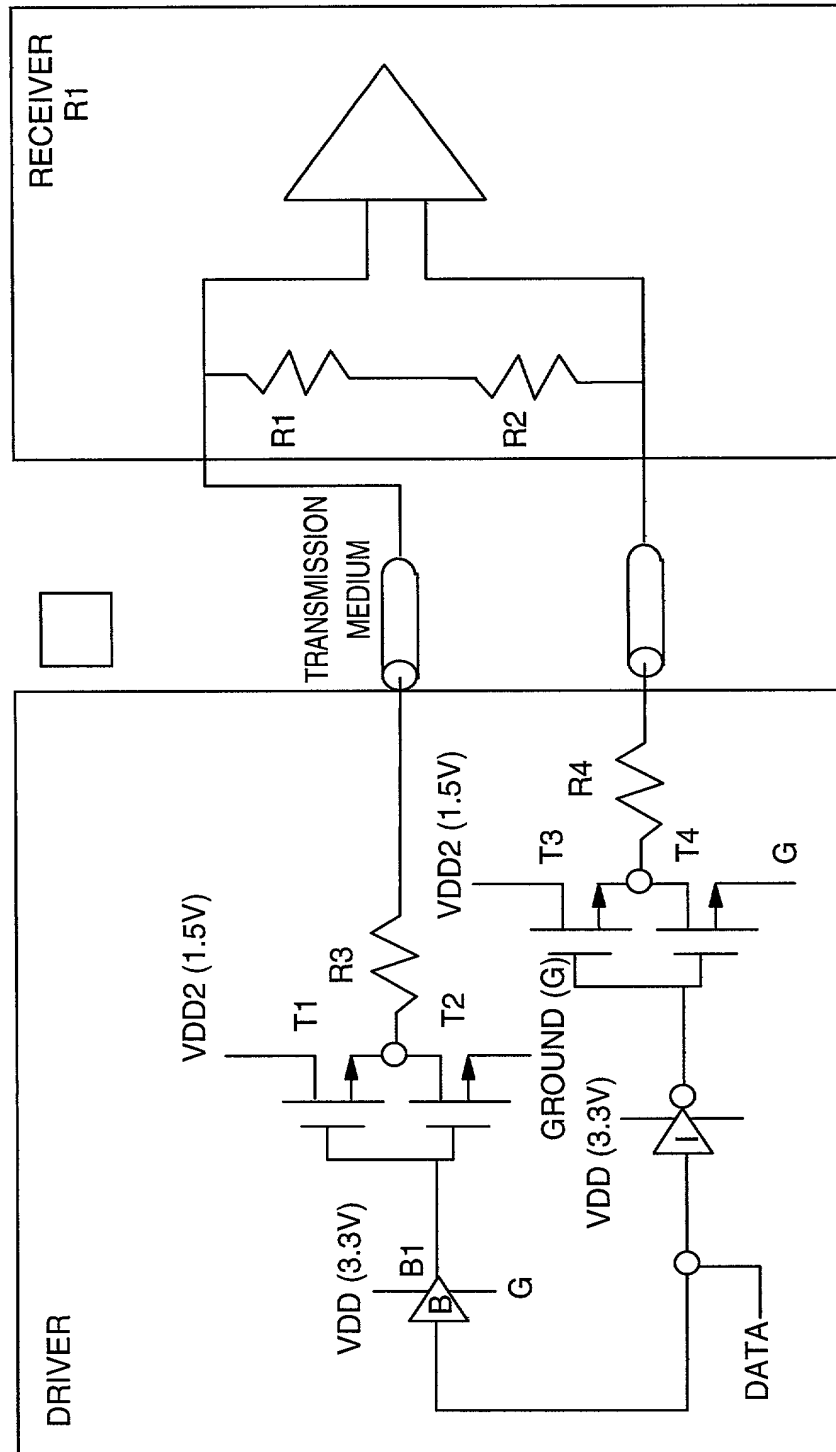 DRIVER
VDD (3.3V)
B1
B
G
DATA
VDD2 (1.5V)
T1
T2
R3
GROUND (G)
VDD (3.3V)
I
VDD2 (1.5V)
T3
T4
R4
G
TRANSMISSION
MEDIUM
RECEIVER
R1
R1
R2